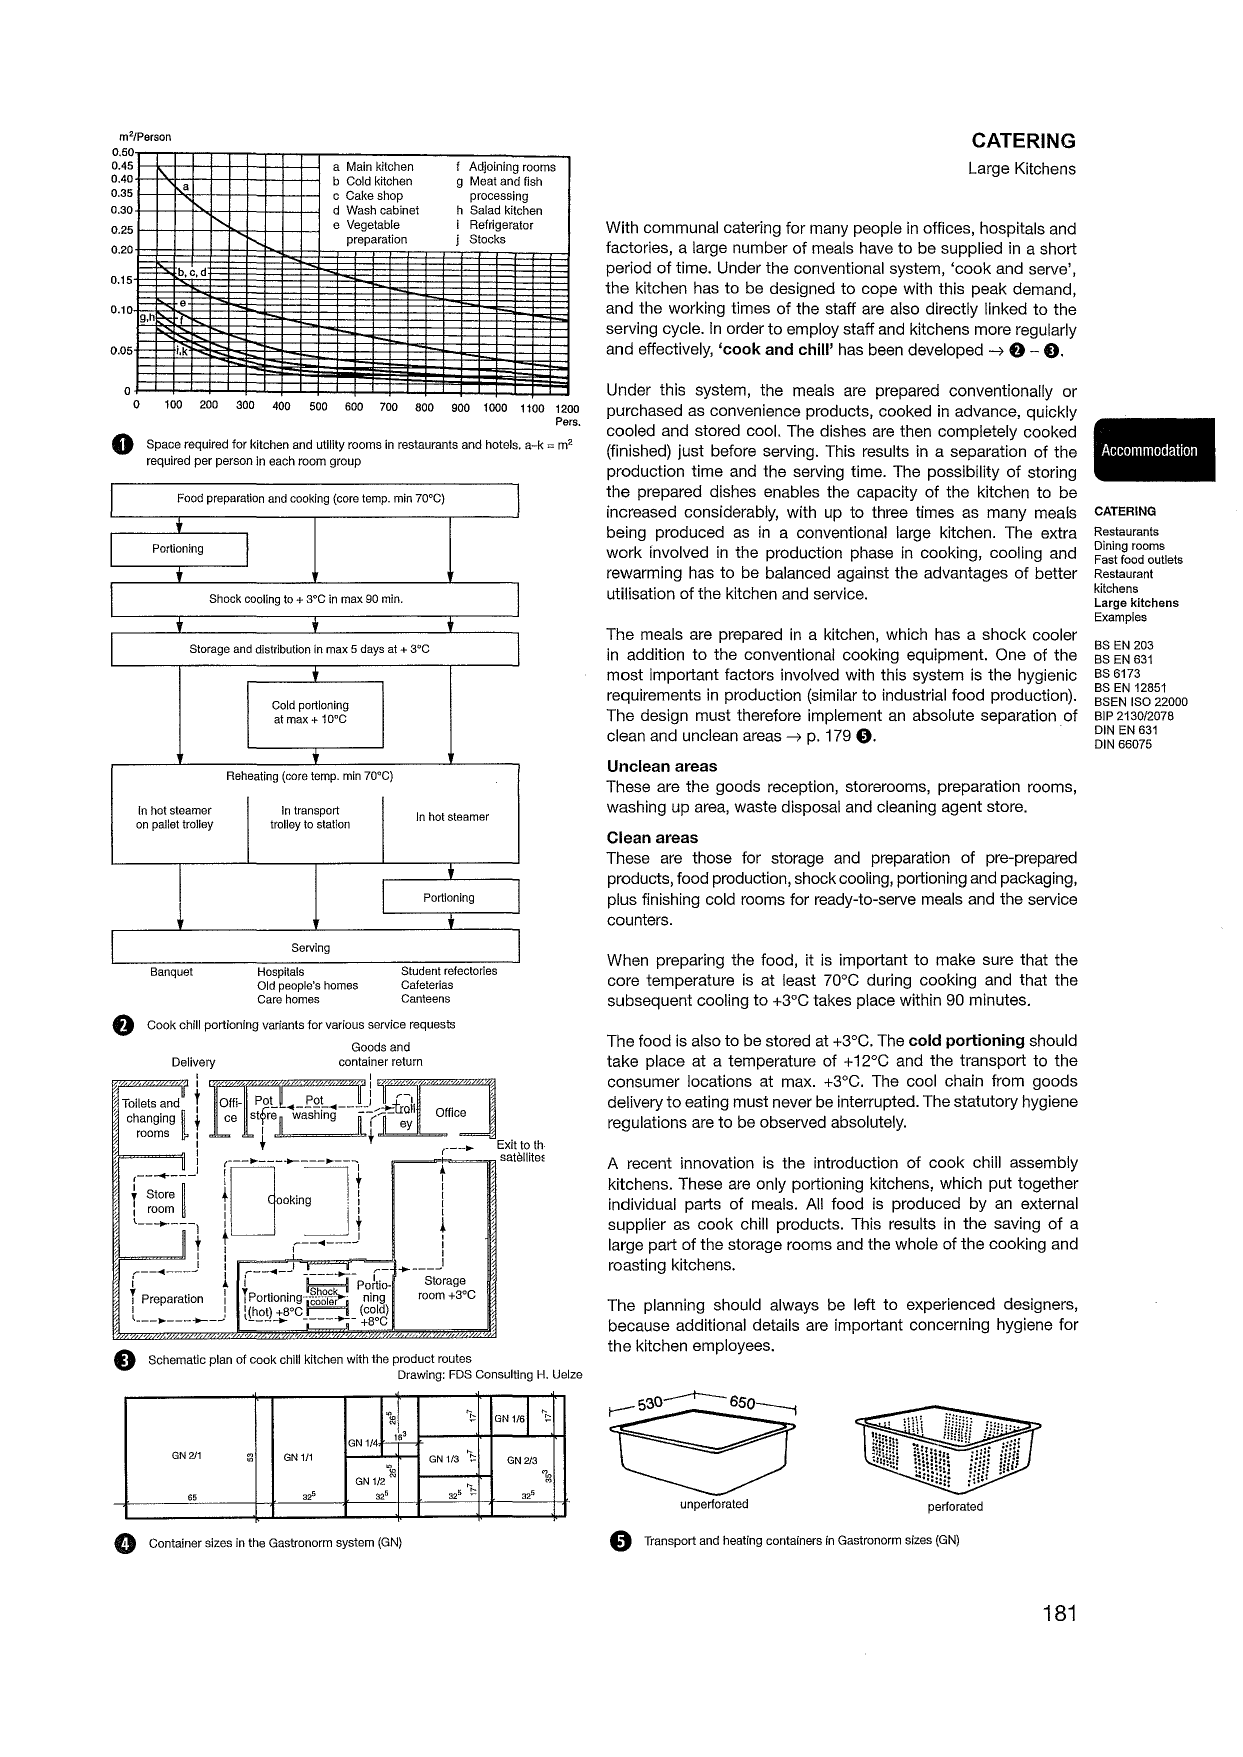 CATERING
Large Kitchens
m²/Person
0.50
0.45
0.40
0.35
0.30
0.25
0.20
0.15
0.10
0.05
0
a Main kitchen
b Cold kitchen
c Cake shop
d Wash cabinet
e Vegetable
preparation
f Adjoining rooms
g Meat and fish
processing
h Salad kitchen
i Refrigerator
j Stocks
a
b, c, d
e
g,h
f
i,k
0 100 200 300 400 500 600 700 800 900 1000 1100 1200
Pers.
1 Space required for kitchen and utility rooms in restaurants and hotels, a–k = m²
required per person in each room group
Food preparation and cooking (core temp. min 70°C)
Portioning
Shock cooling to + 3°C in max 90 min.
Storage and distribution in max 5 days at + 3°C
Cold portioning
at max + 10°C
Reheating (core temp. min 70°C)
In hot steamer
on pallet trolley
In transport
trolley to station
In hot steamer
Portioning
Serving
Banquet
Hospitals
Old people's homes
Care homes
Student refectories
Cafeterias
Canteens
2 Cook chill portioning variants for various service requests
Delivery
Goods and
container return
Toilets and
changing
rooms
Offi-
ce
Pot
store
Pot
washing
Troll
ey
Office
Exit to th
satellites
Store
room
Cooking
Preparation
Portioning
(hot) +8°C
Shock
cooler
Portio-
ning
(cold)
+8°C
Storage
room +3°C
3 Schematic plan of cook chill kitchen with the product routes
Drawing: FDS Consulting H. Uelze
GN 2/1
53
65
GN 1/1
32⁵
GN 1/4
26⁵
16³
GN 1/2
26⁵
32⁵
17⁷
GN 1/3
17⁷
17⁷
32⁵
GN 1/6
17⁷
GN 2/3
35³
32⁵
4 Container sizes in the Gastronorm system (GN)
With communal catering for many people in offices, hospitals and
factories, a large number of meals have to be supplied in a short
period of time. Under the conventional system, 'cook and serve',
the kitchen has to be designed to cope with this peak demand,
and the working times of the staff are also directly linked to the
serving cycle. In order to employ staff and kitchens more regularly
and effectively, 'cook and chill' has been developed → 2 – 3.
Under this system, the meals are prepared conventionally or
purchased as convenience products, cooked in advance, quickly
cooled and stored cool. The dishes are then completely cooked
(finished) just before serving. This results in a separation of the
production time and the serving time. The possibility of storing
the prepared dishes enables the capacity of the kitchen to be
increased considerably, with up to three times as many meals
being produced as in a conventional large kitchen. The extra
work involved in the production phase in cooking, cooling and
rewarming has to be balanced against the advantages of better
utilisation of the kitchen and service.
The meals are prepared in a kitchen, which has a shock cooler
in addition to the conventional cooking equipment. One of the
most important factors involved with this system is the hygienic
requirements in production (similar to industrial food production).
The design must therefore implement an absolute separation of
clean and unclean areas → p. 179 5.
Unclean areas
These are the goods reception, storerooms, preparation rooms,
washing up area, waste disposal and cleaning agent store.
Clean areas
These are those for storage and preparation of pre-prepared
products, food production, shock cooling, portioning and packaging,
plus finishing cold rooms for ready-to-serve meals and the service
counters.
When preparing the food, it is important to make sure that the
core temperature is at least 70°C during cooking and that the
subsequent cooling to +3°C takes place within 90 minutes.
The food is also to be stored at +3°C. The cold portioning should
take place at a temperature of +12°C and the transport to the
consumer locations at max. +3°C. The cool chain from goods
delivery to eating must never be interrupted. The statutory hygiene
regulations are to be observed absolutely.
A recent innovation is the introduction of cook chill assembly
kitchens. These are only portioning kitchens, which put together
individual parts of meals. All food is produced by an external
supplier as cook chill products. This results in the saving of a
large part of the storage rooms and the whole of the cooking and
roasting kitchens.
The planning should always be left to experienced designers,
because additional details are important concerning hygiene for
the kitchen employees.
530
650
unperforated
perforated
5 Transport and heating containers in Gastronorm sizes (GN)
Accommodation
CATERING
Restaurants
Dining rooms
Fast food outlets
Restaurant
kitchens
Large kitchens
Examples
BS EN 203
BS EN 631
BS 6173
BS EN 12851
BSEN ISO 22000
BIP 2130/2078
DIN EN 631
DIN 66075
181